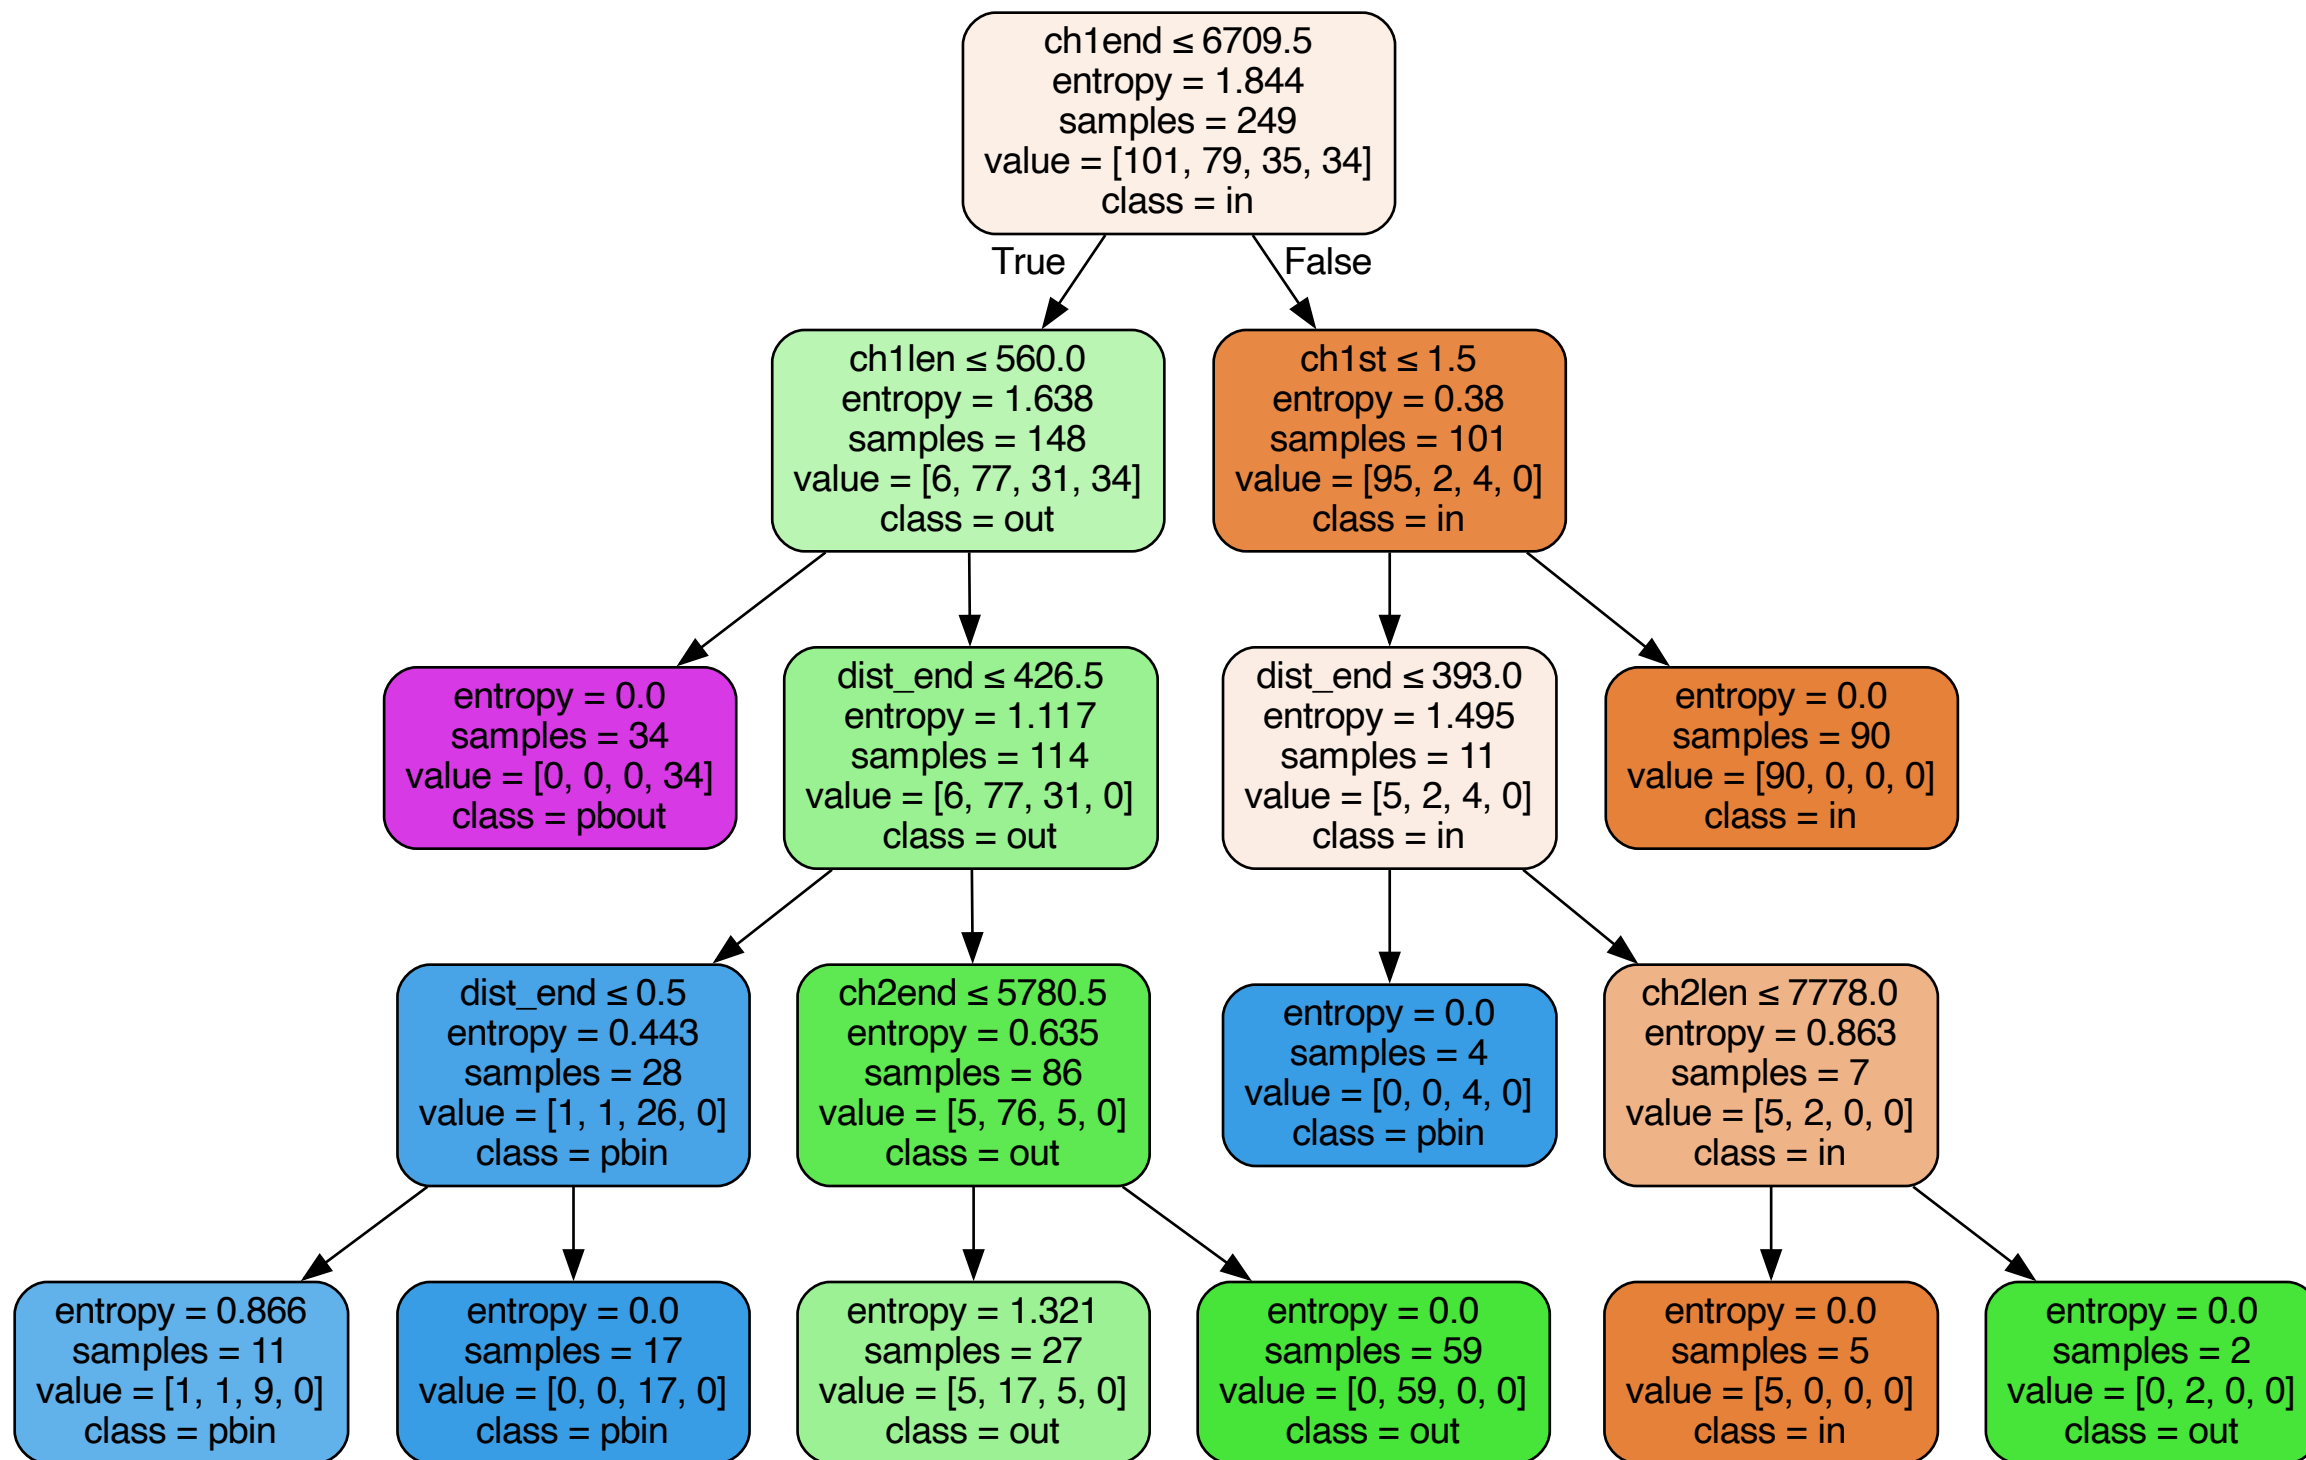 ch1end ≤ 6709.5
entropy = 1.844
samples = 249
value = [101, 79, 35, 34]
class = in
True
False
ch1len ≤ 560.0
entropy = 1.638
samples = 148
value = [6, 77, 31, 34]
class = out
ch1st ≤ 1.5
entropy = 0.38
samples = 101
value = [95, 2, 4, 0]
class = in
entropy = 0.0
samples = 34
value = [0, 0, 0, 34]
class = pbout
dist_end ≤ 426.5
entropy = 1.117
samples = 114
value = [6, 77, 31, 0]
class = out
dist_end ≤ 393.0
entropy = 1.495
samples = 11
value = [5, 2, 4, 0]
class = in
entropy = 0.0
samples = 90
value = [90, 0, 0, 0]
class = in
dist_end ≤ 0.5
entropy = 0.443
samples = 28
value = [1, 1, 26, 0]
class = pbin
ch2end ≤ 5780.5
entropy = 0.635
samples = 86
value = [5, 76, 5, 0]
class = out
entropy = 0.0
samples = 4
value = [0, 0, 4, 0]
class = pbin
ch2len ≤ 7778.0
entropy = 0.863
samples = 7
value = [5, 2, 0, 0]
class = in
entropy = 0.866
samples = 11
value = [1, 1, 9, 0]
class = pbin
entropy = 0.0
samples = 17
value = [0, 0, 17, 0]
class = pbin
entropy = 1.321
samples = 27
value = [5, 17, 5, 0]
class = out
entropy = 0.0
samples = 59
value = [0, 59, 0, 0]
class = out
entropy = 0.0
samples = 5
value = [5, 0, 0, 0]
class = in
entropy = 0.0
samples = 2
value = [0, 2, 0, 0]
class = out